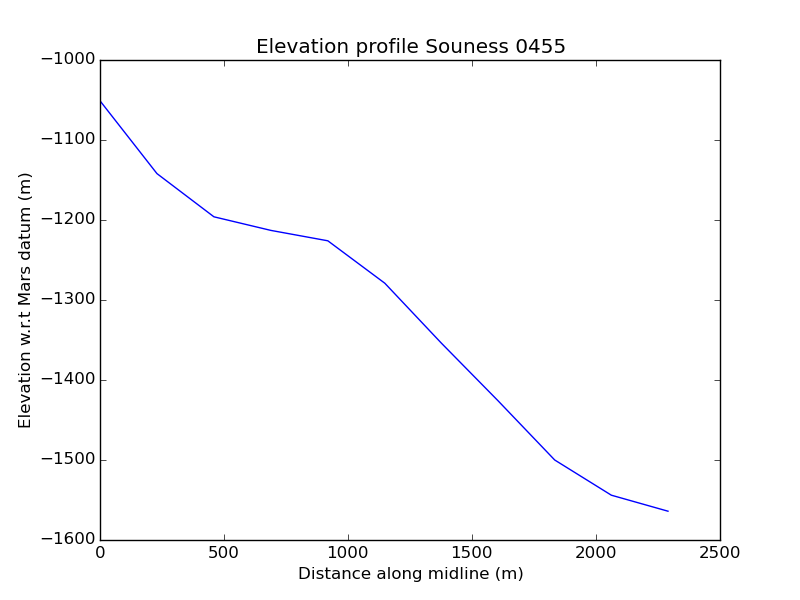 Elevation profile Souness 0455
−1000
−1100
−1200
−1300
−1400
−1500
−1600
Elevation w.r.t Mars datum (m)
0 500 1000 1500 2000 2500
Distance along midline (m)